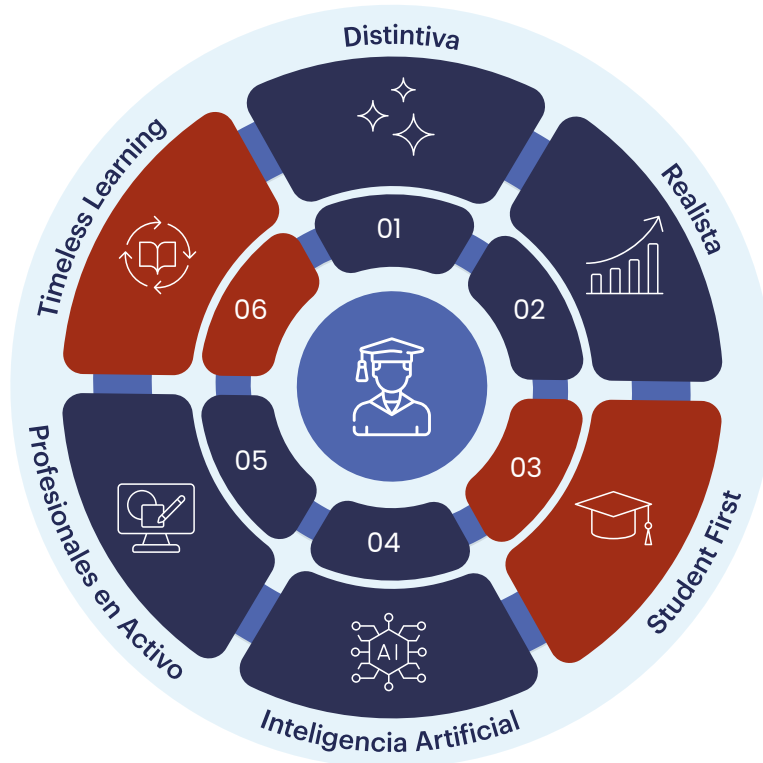 Distintiva
01
Realista
02
Student First
03
Inteligencia Artificial
AI
04
Profesionales en Activo
05
Timeless Learning
06